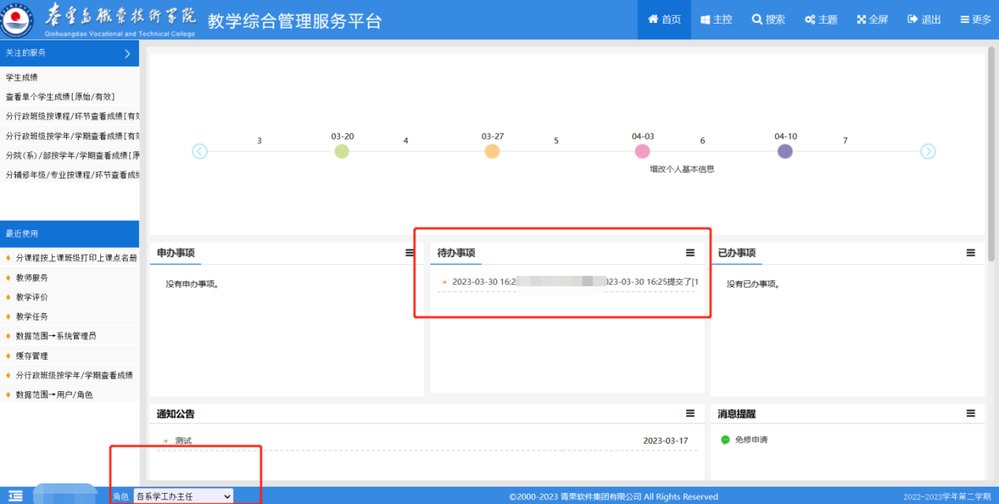 秦皇岛职业技术学院
Qinhuangdao Vocational and Technical College
教学综合管理服务平台
首页
主控
搜索
主题
全屏
退出
更多
关注的服务
学生成绩
查看单个学生成绩[原始/有效]
分行政班级按课程/环节查看成绩[有效
分行政班级按学年/学期查看成绩[有效
分院(系)/部按学年/学期查看成绩[原
分辅修年级/专业按课程/环节查看成绩
最近使用
分课程按上课班级打印上课点名册
教师服务
教学评价
教学任务
数据范围→系统管理员
缓存管理
分行政班级按学年/学期查看成绩
数据范围→用户/角色
3
03-20
4
03-27
5
04-03
6
04-10
7
增改个人基本信息
申办事项
没有申办事项。
待办事项
2023-03-30 16:2
023-03-30 16:25提交了[1
已办事项
没有已办事项。
通知公告
测试
2023-03-17
消息提醒
免修申请
角色
各系学工办主任
©2000-2023 青果软件集团有限公司 All Rights Reserved
2022-2023学年第二学期